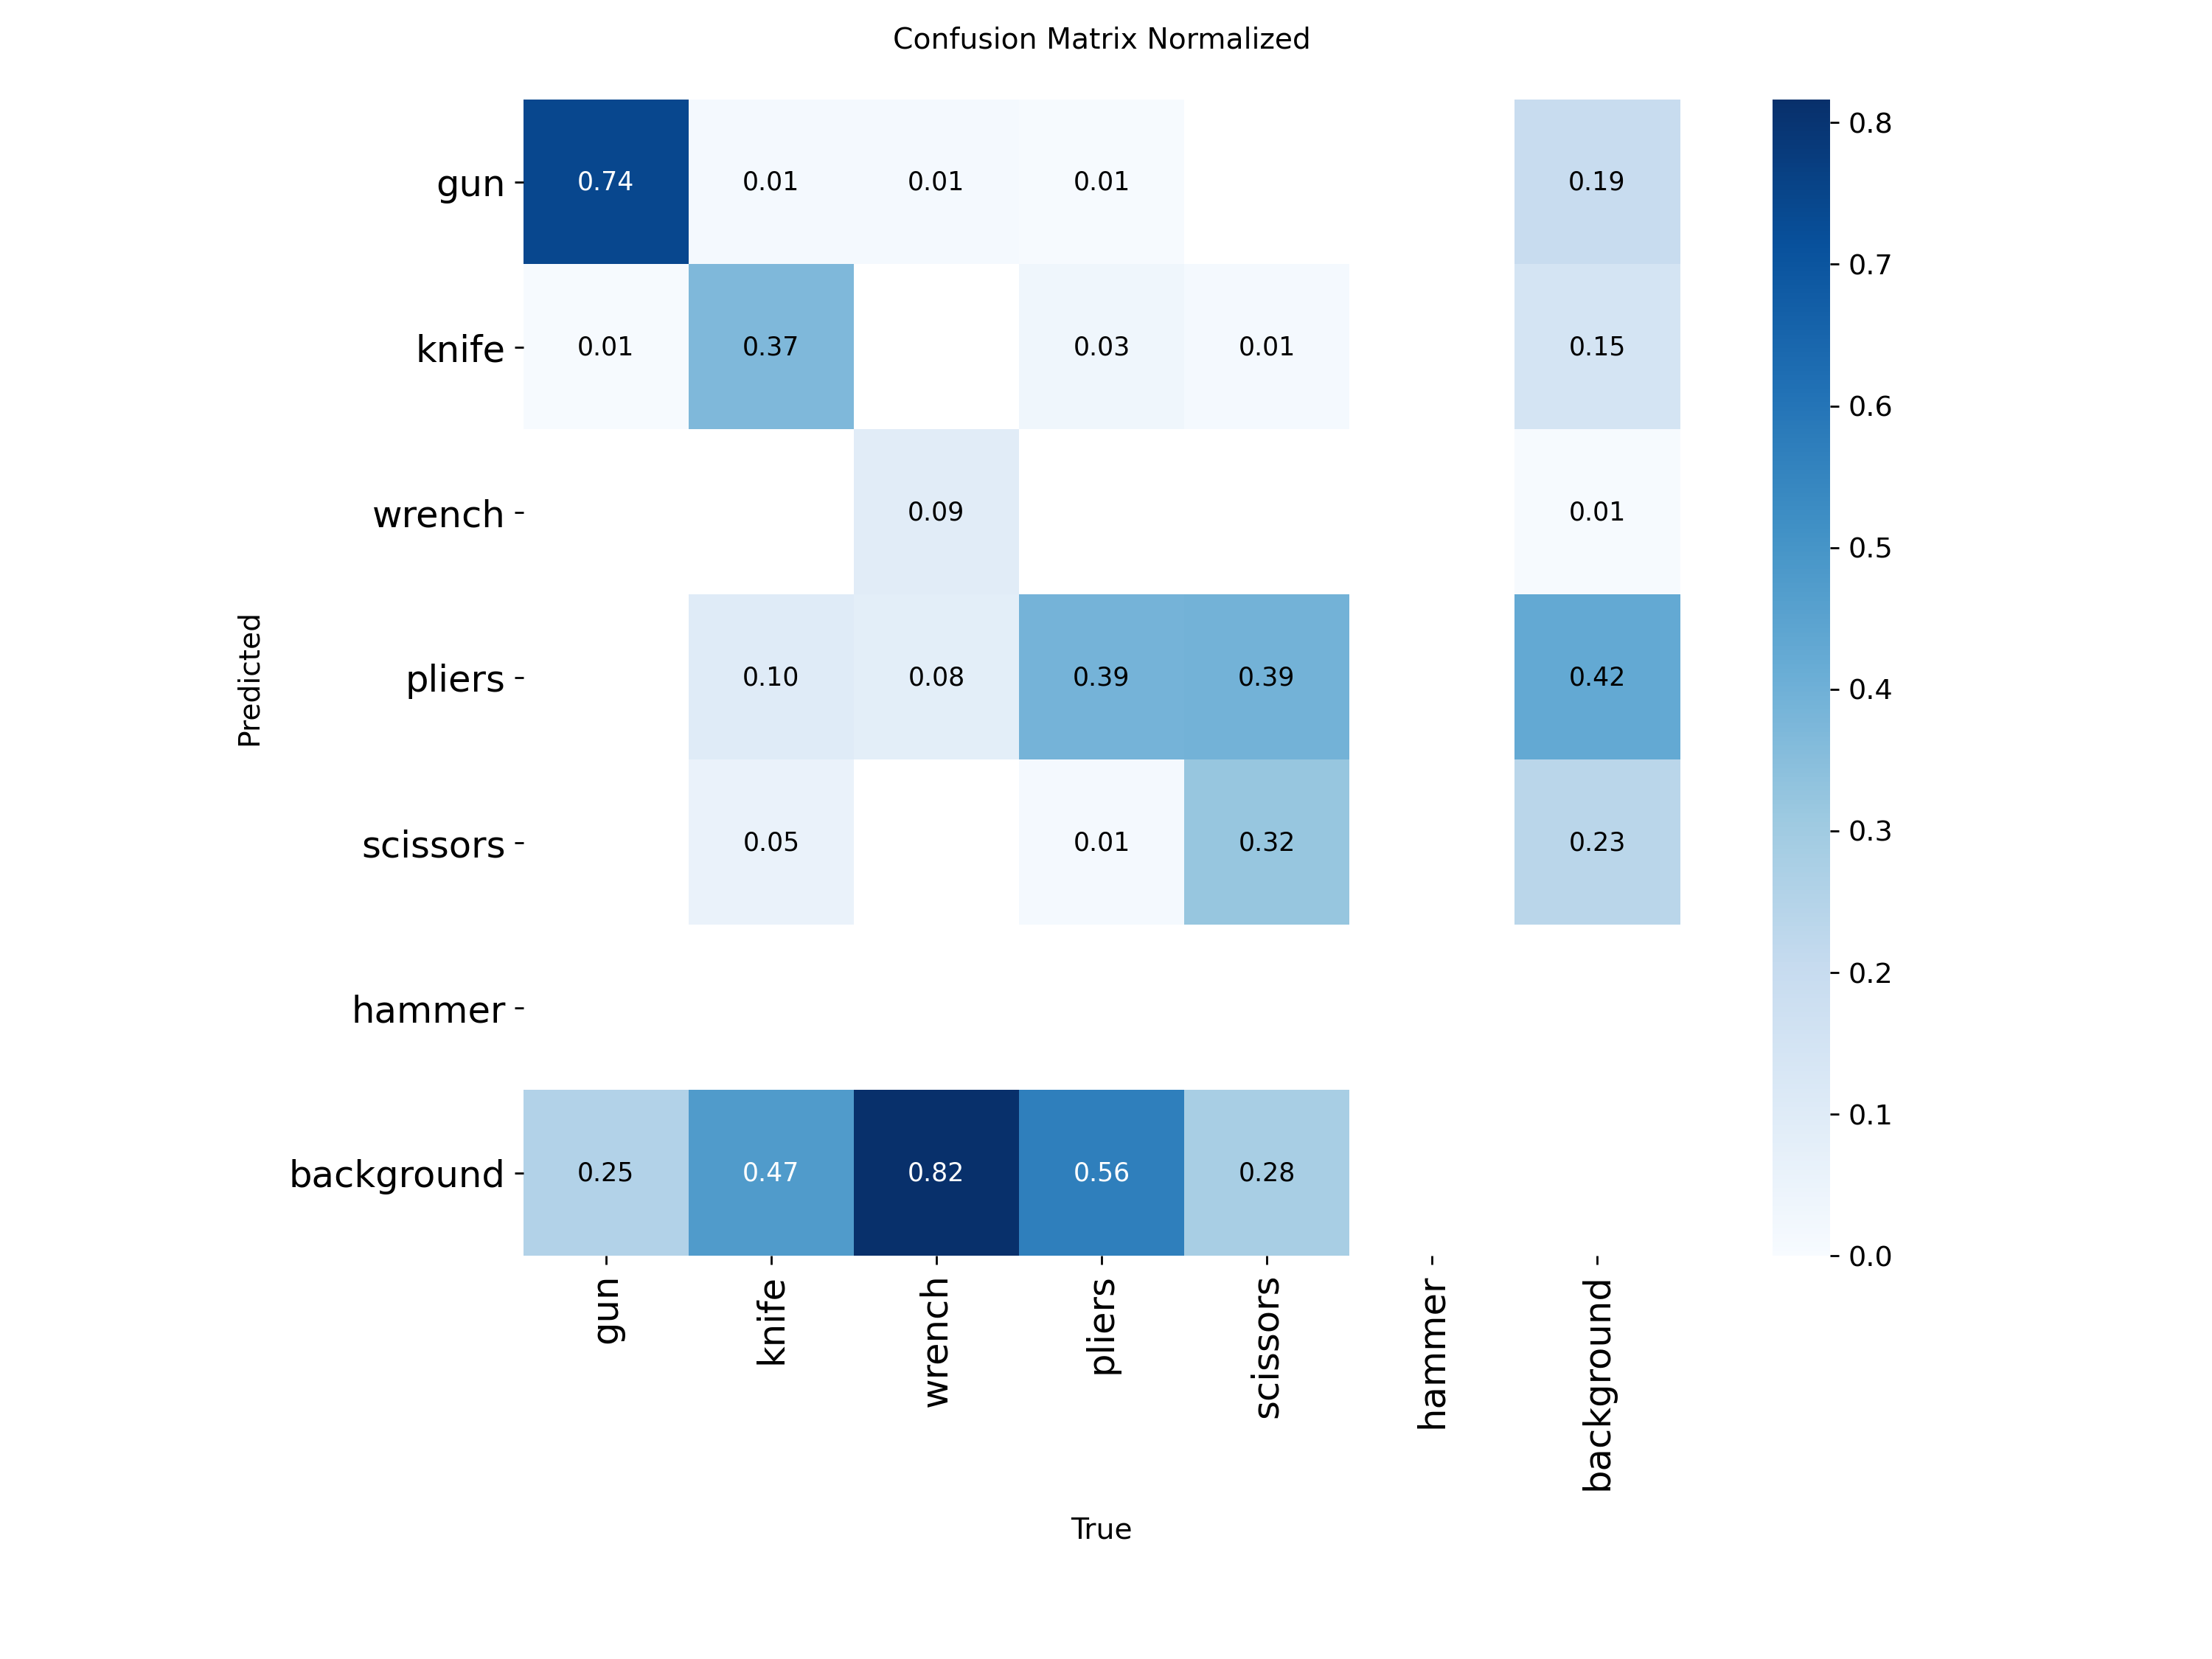 Confusion Matrix Normalized
gun 0.74 0.01 0.01 0.01 0.19
knife 0.01 0.37 0.03 0.01 0.15
wrench 0.09 0.01
pliers 0.10 0.08 0.39 0.39 0.42
scissors 0.05 0.01 0.32 0.23
hammer
background 0.25 0.47 0.82 0.56 0.28
Predicted
gun knife wrench pliers scissors hammer background
True
0.8
0.7
0.6
0.5
0.4
0.3
0.2
0.1
0.0